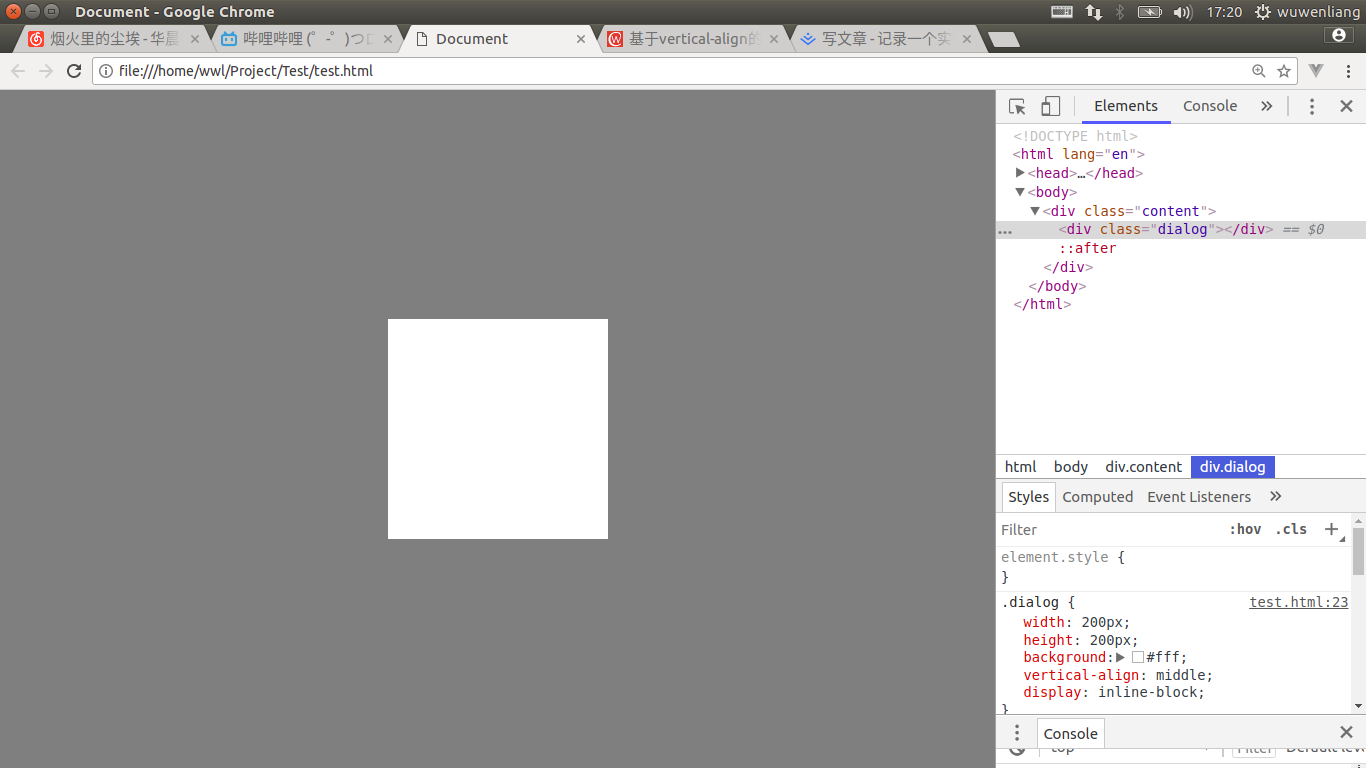 Document - Google Chrome
17:20 wuwenliang
烟火里的尘埃 - 华晨
哔哩哔哩 (゜-゜)つロ
Document
基于vertical-align的
写文章 - 记录一个实
file:///home/wwl/Project/Test/test.html
Elements Console »
<!DOCTYPE html>
<html lang="en">
<head>…</head>
<body>
<div class="content">
<div class="dialog"></div> == $0
::after
</div>
</body>
</html>
html body div.content div.dialog
Styles Computed Event Listeners »
Filter :hov .cls +
element.style {
}
.dialog { test.html:23
width: 200px;
height: 200px;
background: #fff;
vertical-align: middle;
display: inline-block;
}
Console
top Filter Default leve